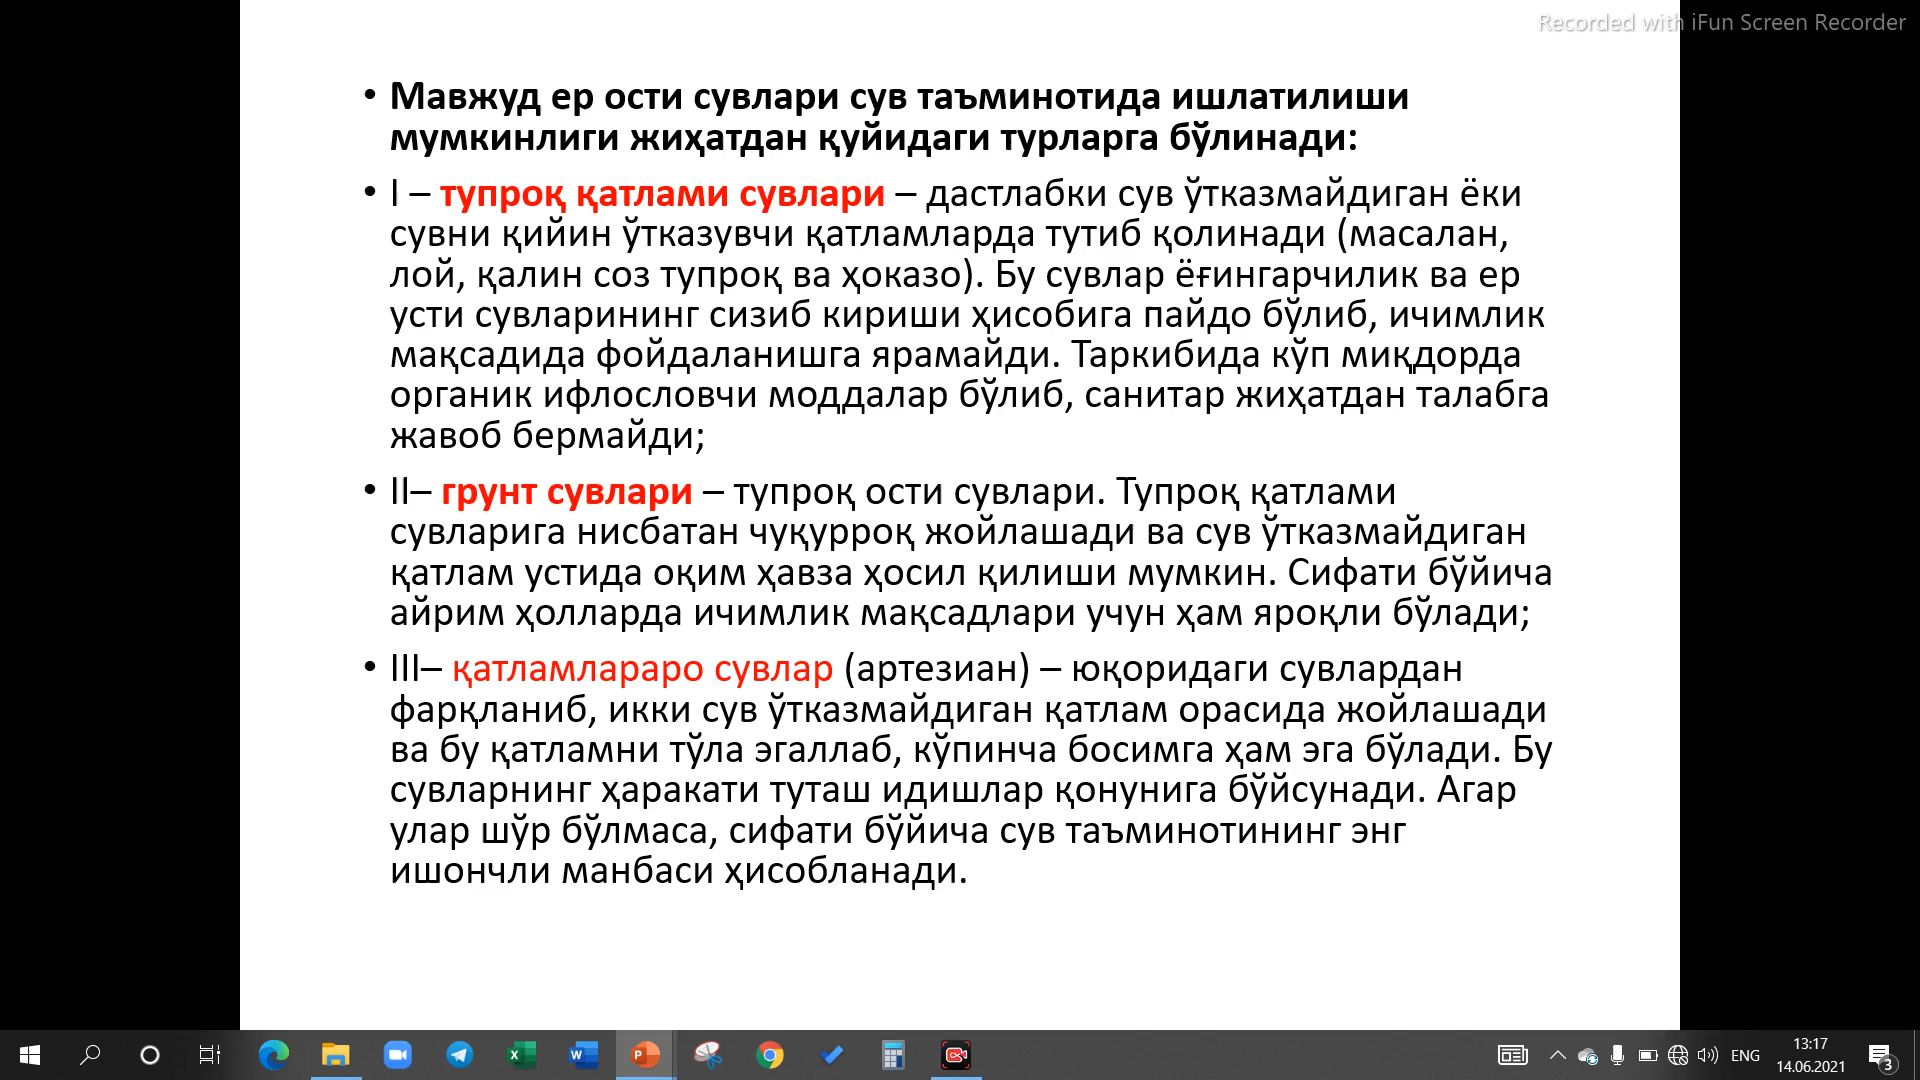 Recorded with iFun Screen Recorder
• Мавжуд ер ости сувлари сув таъминотида ишлатилиши
мумкинлиги жиҳатдан қуйидаги турларга бўлинади:
• I – тупроқ қатлами сувлари – дастлабки сув ўтказмайдиган ёки
сувни қийин ўтказувчи қатламларда тутиб қолинади (масалан,
лой, қалин соз тупроқ ва ҳоказо). Бу сувлар ёғингарчилик ва ер
усти сувларининг сизиб кириши ҳисобига пайдо бўлиб, ичимлик
мақсадида фойдаланишга ярамайди. Таркибида кўп миқдорда
органик ифлословчи моддалар бўлиб, санитар жиҳатдан талабга
жавоб бермайди;
• II– грунт сувлари – тупроқ ости сувлари. Тупроқ қатлами
сувларига нисбатан чуқурроқ жойлашади ва сув ўтказмайдиган
қатлам устида оқим ҳавза ҳосил қилиши мумкин. Сифати бўйича
айрим ҳолларда ичимлик мақсадлари учун ҳам яроқли бўлади;
• III– қатламлараро сувлар (артезиан) – юқоридаги сувлардан
фарқланиб, икки сув ўтказмайдиган қатлам орасида жойлашади
ва бу қатламни тўла эгаллаб, кўпинча босимга ҳам эга бўлади. Бу
сувларнинг ҳаракати туташ идишлар қонунига бўйсунади. Агар
улар шўр бўлмаса, сифати бўйича сув таъминотининг энг
ишончли манбаси ҳисобланади.
ENG
13:17
14.06.2021
3